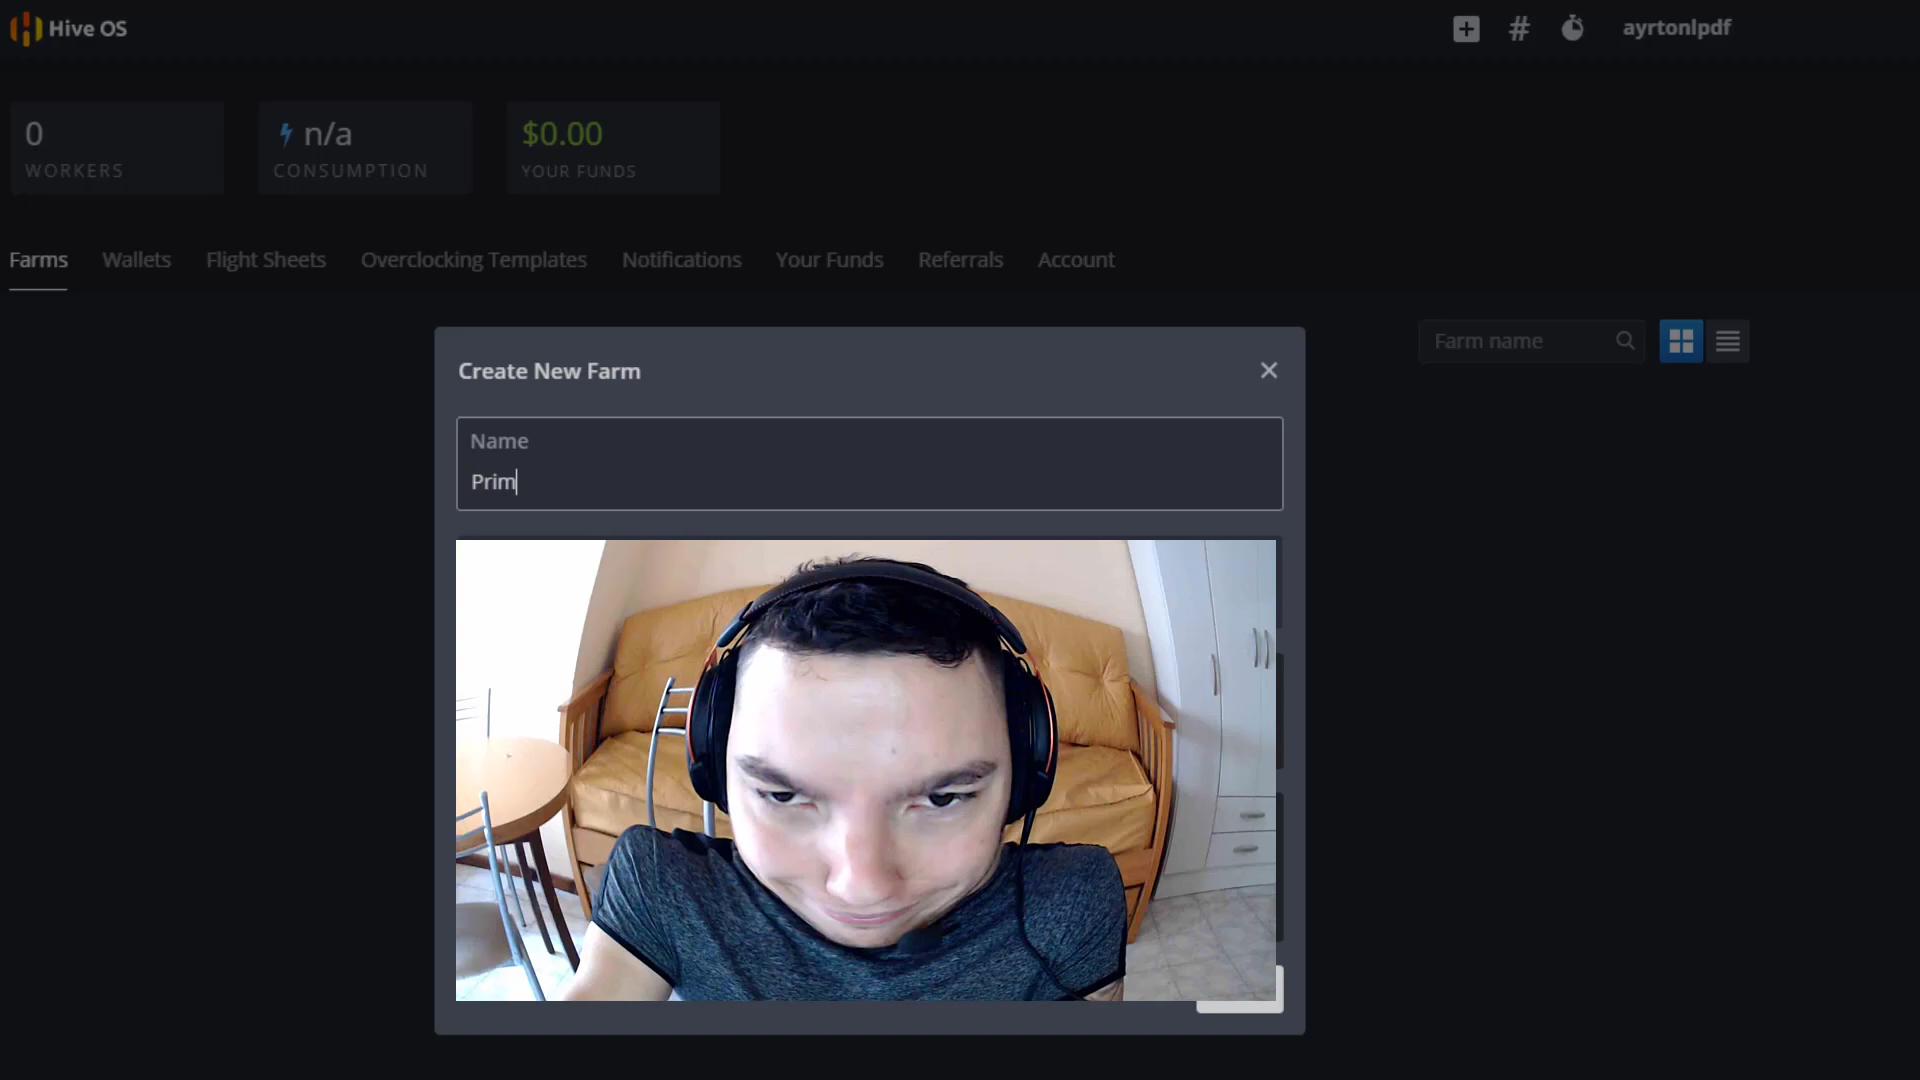 Hive OS
#
ayrtonlpdf
0
WORKERS
n/a
CONSUMPTION
$0.00
YOUR FUNDS
Farms
Wallets
Flight Sheets
Overclocking Templates
Notifications
Your Funds
Referrals
Account
Farm name
Create New Farm
Name
Prim